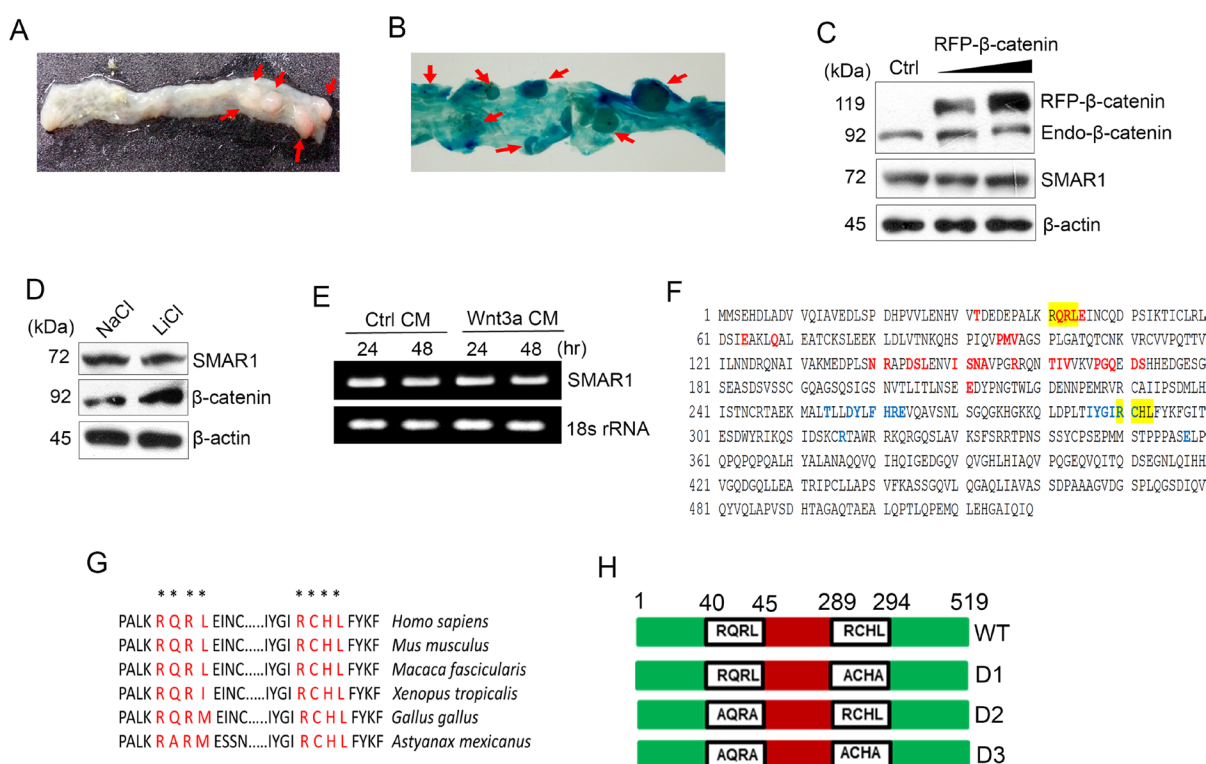 A
B
C
RFP-β-catenin
(kDa)
Ctrl
119
RFP-β-catenin
92
Endo-β-catenin
72
SMAR1
45
β-actin
D
(kDa)
NaCl
LiCl
72
SMAR1
92
β-catenin
45
β-actin
E
Ctrl CM
Wnt3a CM
24 48 24 48 (hr)
SMAR1
18s rRNA
F
1 MMSEHDLADV VQIAVEDLSP DHPVVLENHV VTDEDEPALK RQRLEINCQD PSIKTICLRL
61 DSIEAKLQAL EATCKSLEEK LDLVTNKQHS PIQVPMVAGS PLGATQTCNK VRCVVPQTTV
121 ILNNDRQNAI VAKMEDPLSN RAPDSLENVI SNAVPGRRQN TIVVKVPGQE DSHHEDGESG
181 SEASDSVSSC GQAGSQSIGS NVTLITLNSE EDYPNGTWLG DENNPEMRVR CAIIPSDMLH
241 ISTNCRTAEK MALTLLDYLF HREVQAVSNL SGQGKHGKKQ LDPLTIYGIR CHLFYKFGIT
301 ESDWYRIKQS IDSKCRTAWR RKQRGQSLAV KSFSRRTPNS SSYCPSEPMM STPPPASELP
361 QPQPQPQALH YALANAQQVQ IHQIGEDGQV QVGHLHIAQV PQGEQVQITQ DSEGNLQIHH
421 VGQDGQLLEA TRIPCLLAPS VFKASSGQVL QGAQLIAVAS SDPAAAGVDG SPLQGSDIQV
481 QYVQLAPVSD HTAGAQTAEA LQPTLQPEMQ LEHGAIQIQ
G
* * * * * * * *
PALK R Q R L EINC.....IYGI R C H L FYKF Homo sapiens
PALK R Q R L EINC.....IYGI R C H L FYKF Mus musculus
PALK R Q R L EINC.....IYGI R C H L FYKF Macaca fascicularis
PALK R Q R I EINC.....IYGI R C H L FYKF Xenopus tropicalis
PALK R Q R M EINC.....IYGI R C H L FYKF Gallus gallus
PALK R A R M ESSN.....IYGI R C H L FYKF Astyanax mexicanus
H
1 40 45 289 294 519
RQRL RCHL WT
RQRL ACHA D1
AQRA RCHL D2
AQRA ACHA D3